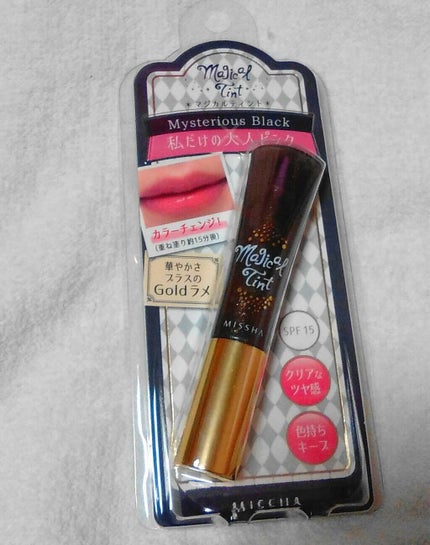 Magical
Tint
★マジカルティント★
Mysterious Black
私だけの大人ピンク
カラーチェンジ!
(重ね塗り約15分後)
華やかさ
プラスの
Goldラメ
Magical
Tint
MISSHA
SPF 15
クリアな
ツヤ感
色持ち
キープ
MISSHA